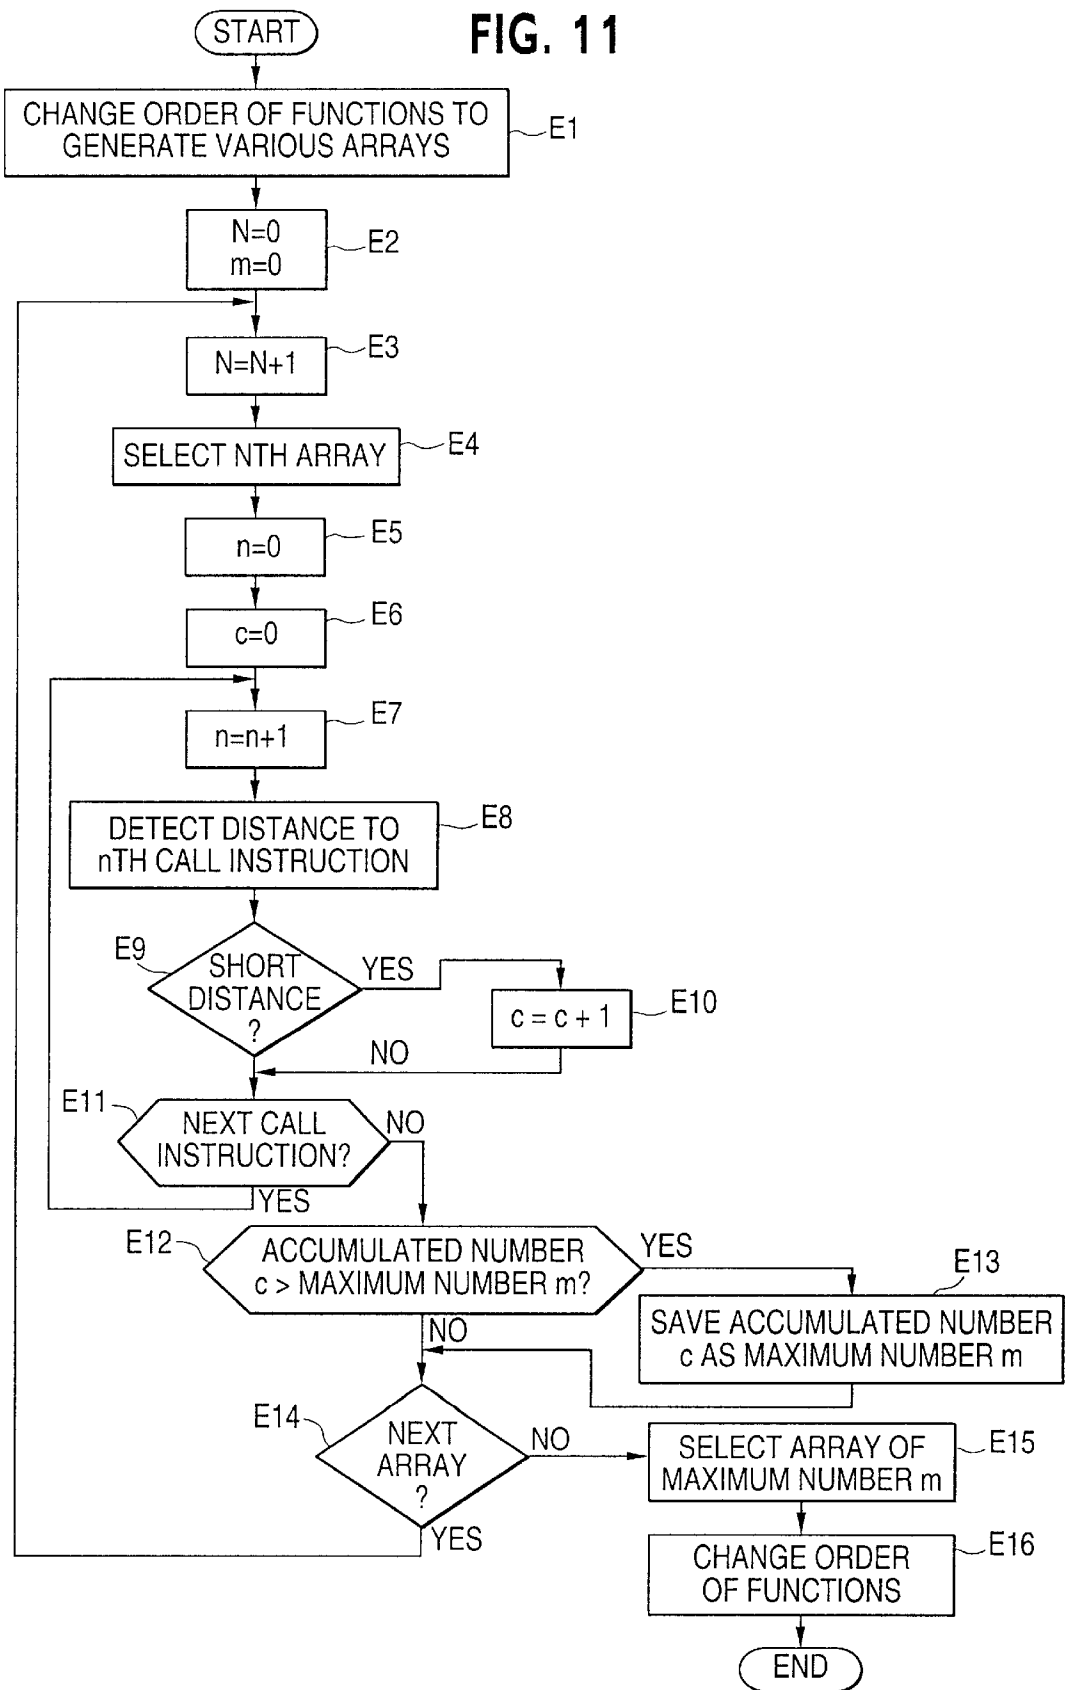 START
FIG. 11
CHANGE ORDER OF FUNCTIONS TO
GENERATE VARIOUS ARRAYS
E1
N=0
m=0
E2
N=N+1
E3
SELECT NTH ARRAY
E4
n=0
E5
c=0
E6
n=n+1
E7
DETECT DISTANCE TO
nTH CALL INSTRUCTION
E8
E9
SHORT
DISTANCE
?
YES
c = c + 1
E10
NO
E11
NEXT CALL
INSTRUCTION?
NO
YES
E12
ACCUMULATED NUMBER
c > MAXIMUM NUMBER m?
YES
E13
SAVE ACCUMULATED NUMBER
c AS MAXIMUM NUMBER m
NO
E14
NEXT
ARRAY
?
NO
YES
SELECT ARRAY OF
MAXIMUM NUMBER m
E15
CHANGE ORDER
OF FUNCTIONS
E16
END